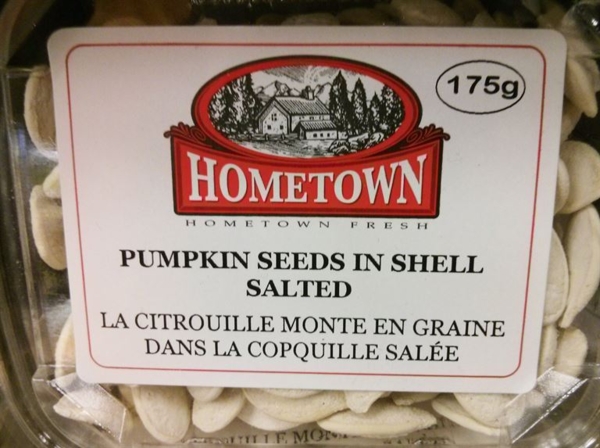 175g
HOMETOWN
HOMETOWN FRESH
PUMPKIN SEEDS IN SHELL
SALTED
LA CITROUILLE MONTE EN GRAINE
DANS LA COPQUILLE SALÉE